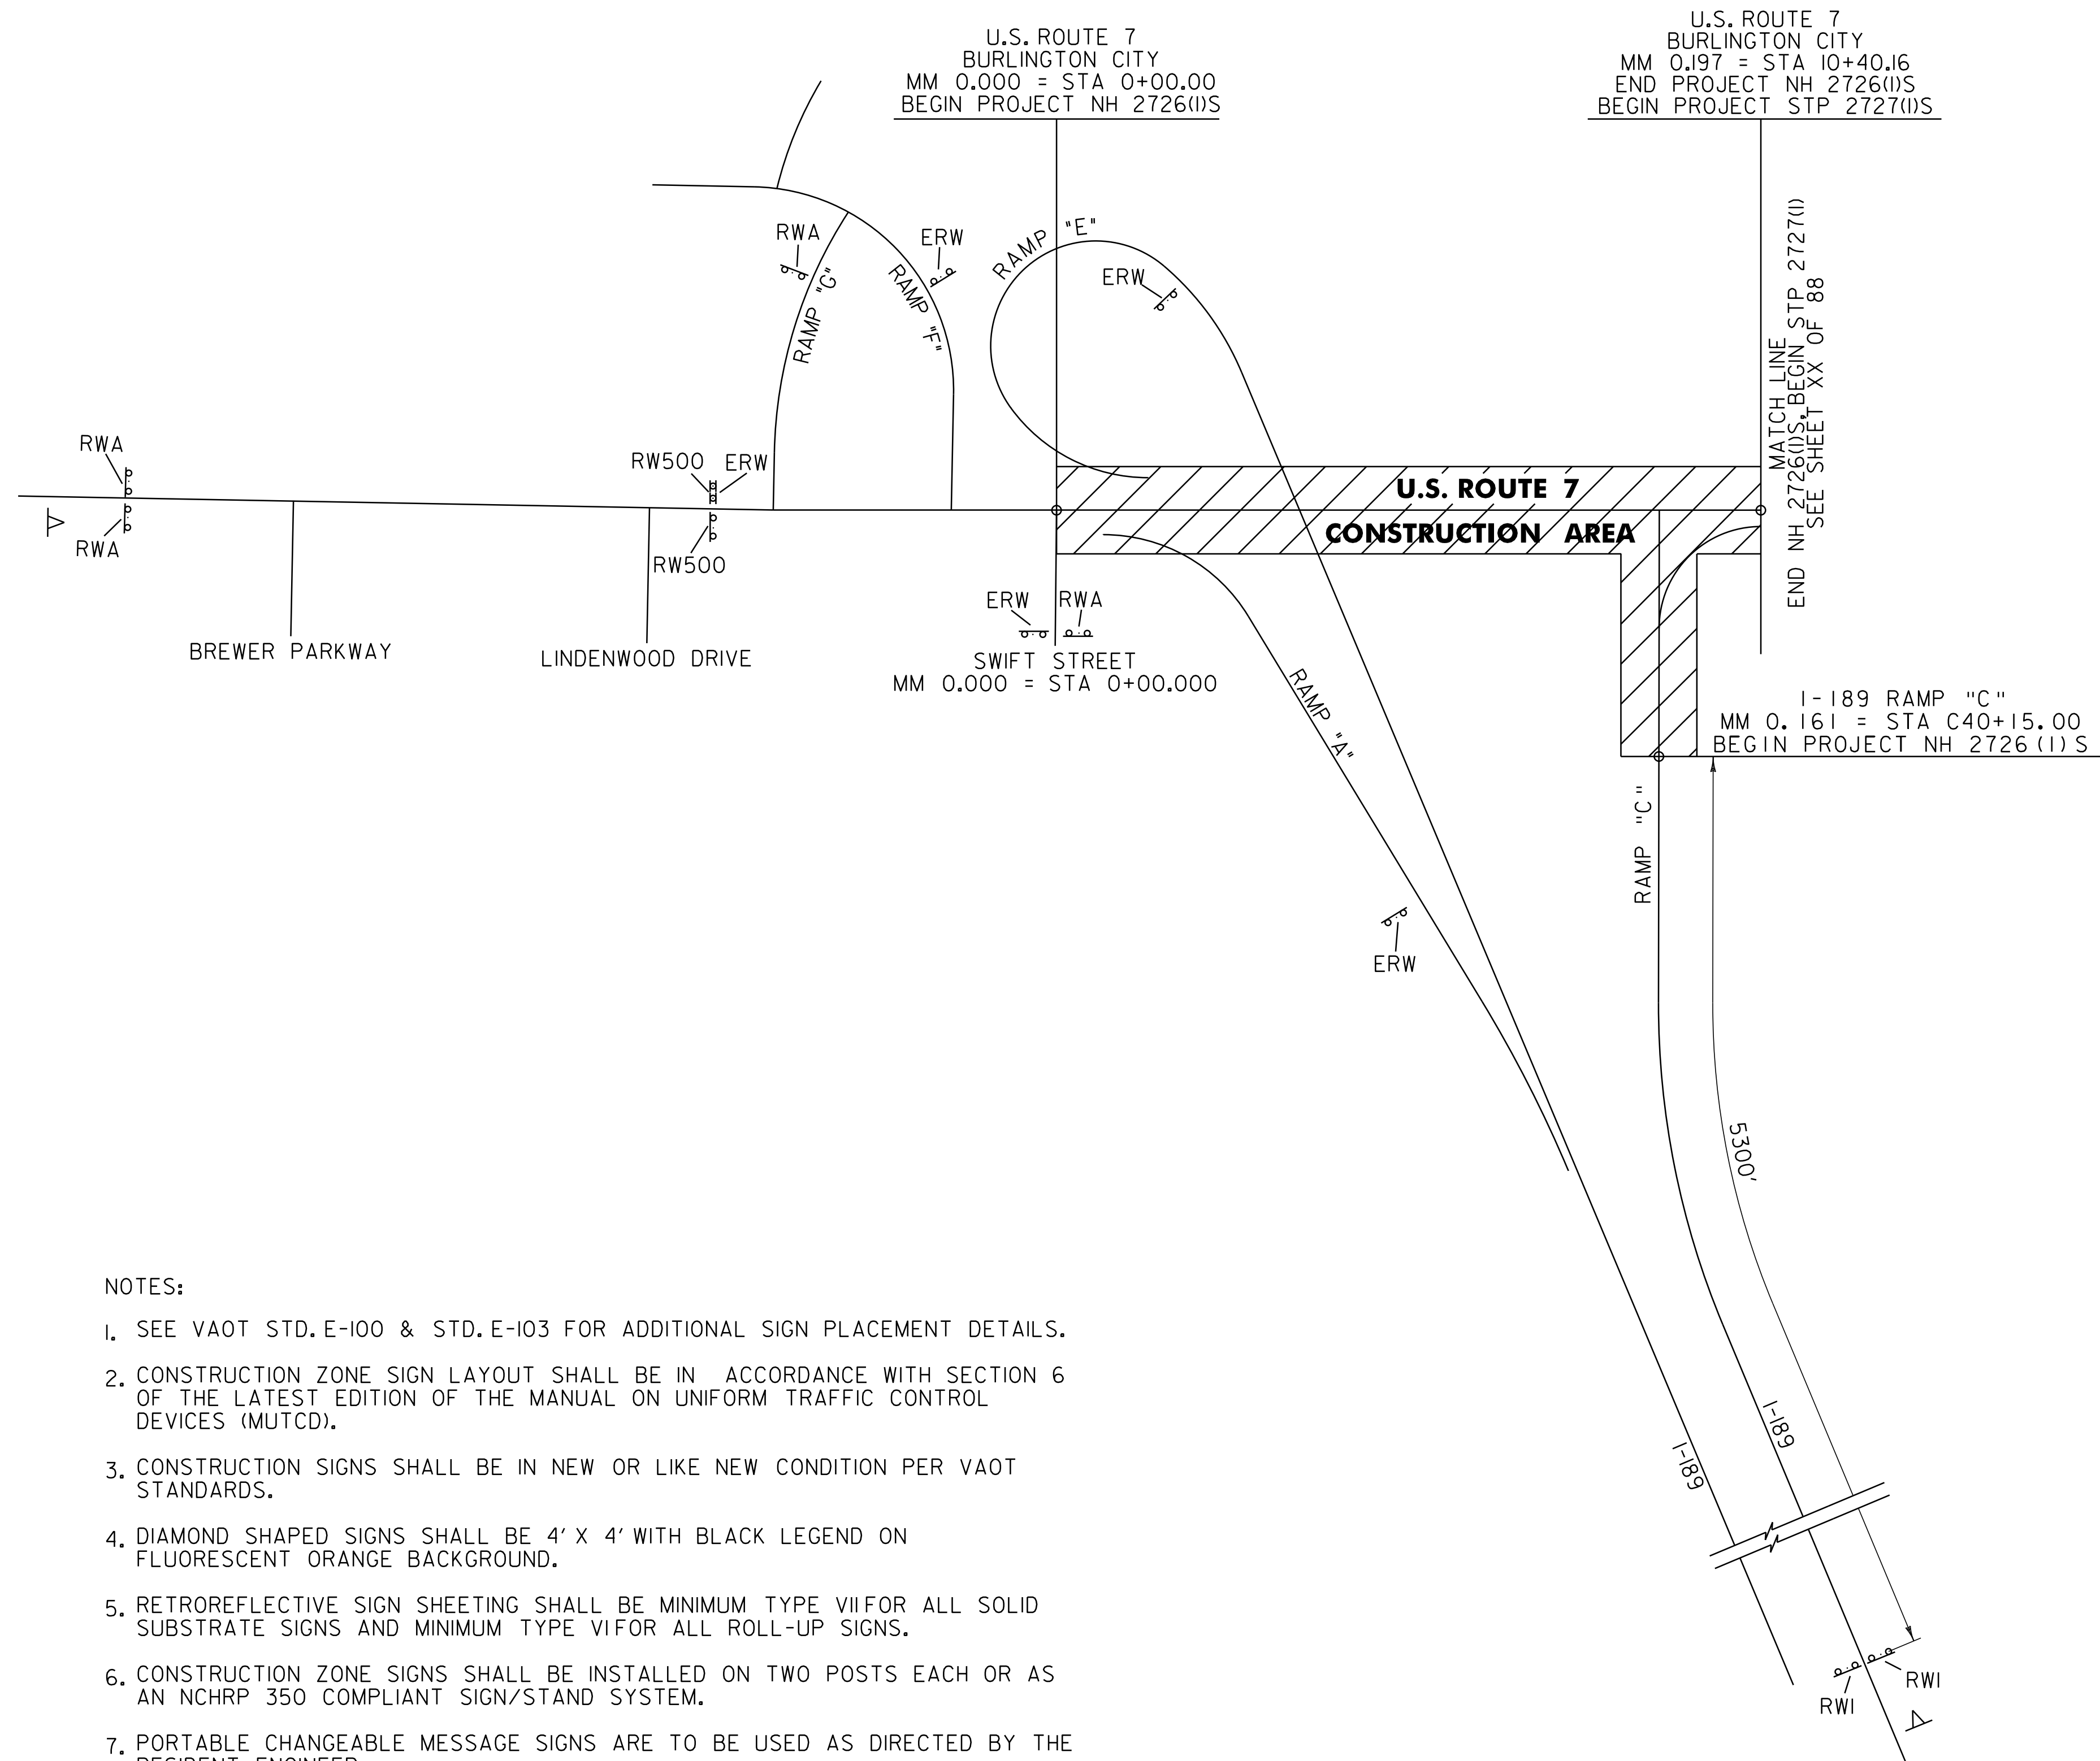 U.S. ROUTE 7
BURLINGTON CITY
MM 0.000 = STA 0+00.00
BEGIN PROJECT NH 2726(1)S
U.S. ROUTE 7
BURLINGTON CITY
MM 0.197 = STA 10+40.16
END PROJECT NH 2726(1)S
BEGIN PROJECT STP 2727(1)S
RWA
ERW
RAMP "E"
ERW
RAMP "G"
RAMP "F"
MATCH LINE
END NH 2726(1)S, BEGIN STP 2727(1)
SEE SHEET XX OF 88
RWA
RWA
RW500
ERW
RW500
U.S. ROUTE 7
CONSTRUCTION AREA
BREWER PARKWAY
LINDENWOOD DRIVE
ERW
RWA
SWIFT STREET
MM 0.000 = STA 0+00.000
RAMP "A"
I-189 RAMP "C"
MM 0.161 = STA C40+15.00
BEGIN PROJECT NH 2726(1)S
RAMP "C"
ERW
5300'
I-189
I-189
RWI
RWI
NOTES:
1. SEE VAOT STD. E-100 & STD. E-103 FOR ADDITIONAL SIGN PLACEMENT DETAILS.
2. CONSTRUCTION ZONE SIGN LAYOUT SHALL BE IN ACCORDANCE WITH SECTION 6
OF THE LATEST EDITION OF THE MANUAL ON UNIFORM TRAFFIC CONTROL
DEVICES (MUTCD).
3. CONSTRUCTION SIGNS SHALL BE IN NEW OR LIKE NEW CONDITION PER VAOT
STANDARDS.
4. DIAMOND SHAPED SIGNS SHALL BE 4' X 4' WITH BLACK LEGEND ON
FLUORESCENT ORANGE BACKGROUND.
5. RETROREFLECTIVE SIGN SHEETING SHALL BE MINIMUM TYPE VII FOR ALL SOLID
SUBSTRATE SIGNS AND MINIMUM TYPE VI FOR ALL ROLL-UP SIGNS.
6. CONSTRUCTION ZONE SIGNS SHALL BE INSTALLED ON TWO POSTS EACH OR AS
AN NCHRP 350 COMPLIANT SIGN/STAND SYSTEM.
7. PORTABLE CHANGEABLE MESSAGE SIGNS ARE TO BE USED AS DIRECTED BY THE